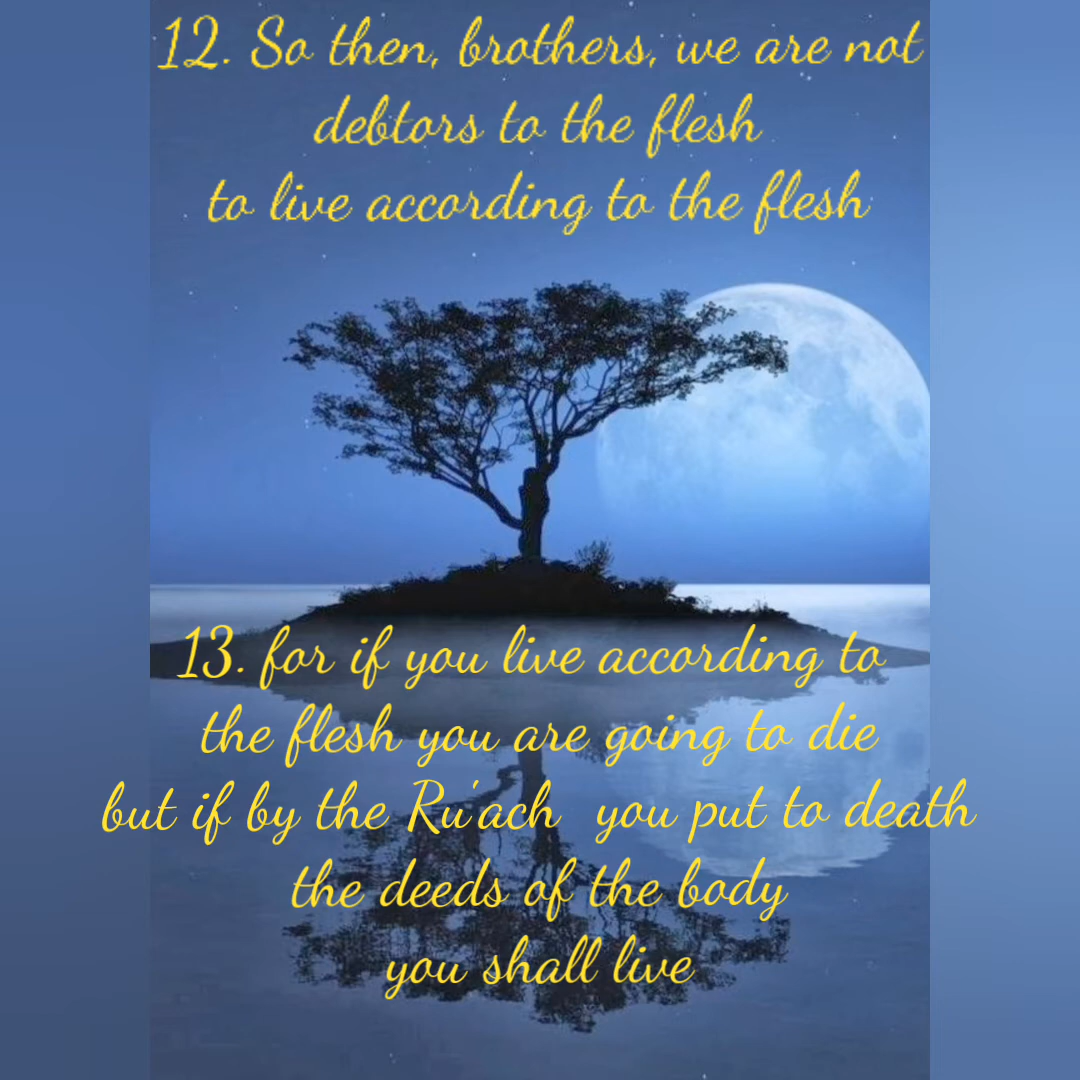 12. So then, brothers, we are not
debtors to the flesh
to live according to the flesh
13. for if you live according to
the flesh you are going to die
but if by the Ru'ach you put to death
the deeds of the body
you shall live